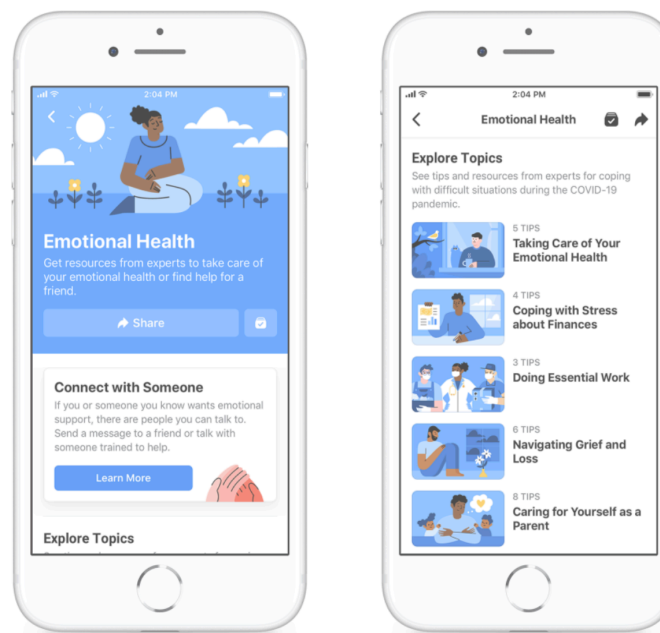 2:04 PM
Emotional Health
Get resources from experts to take care of
your emotional health or find help for a
friend.
Share
Connect with Someone
If you or someone you know wants emotional
support, there are people you can talk to.
Send a message to a friend or talk with
someone trained to help.
Learn More
Explore Topics
2:04 PM
Emotional Health
Explore Topics
See tips and resources from experts for coping
with difficult situations during the COVID-19
pandemic.
5 TIPS
Taking Care of Your
Emotional Health
4 TIPS
Coping with Stress
about Finances
3 TIPS
Doing Essential Work
6 TIPS
Navigating Grief and
Loss
8 TIPS
Caring for Yourself as a
Parent